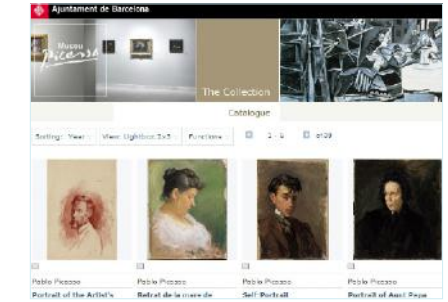 Ajuntament de Barcelona
Museu
Picasso
The Collection
Catalogue
Sorting: Year
View: Lightbox 3x3
Functions
1 - 6
of 39
Pablo Picasso
Pablo Picasso
Pablo Picasso
Pablo Picasso
Portrait of the Artist's
Retrat de la mare de
Self-Portrait
Portrait of Aunt Pepa